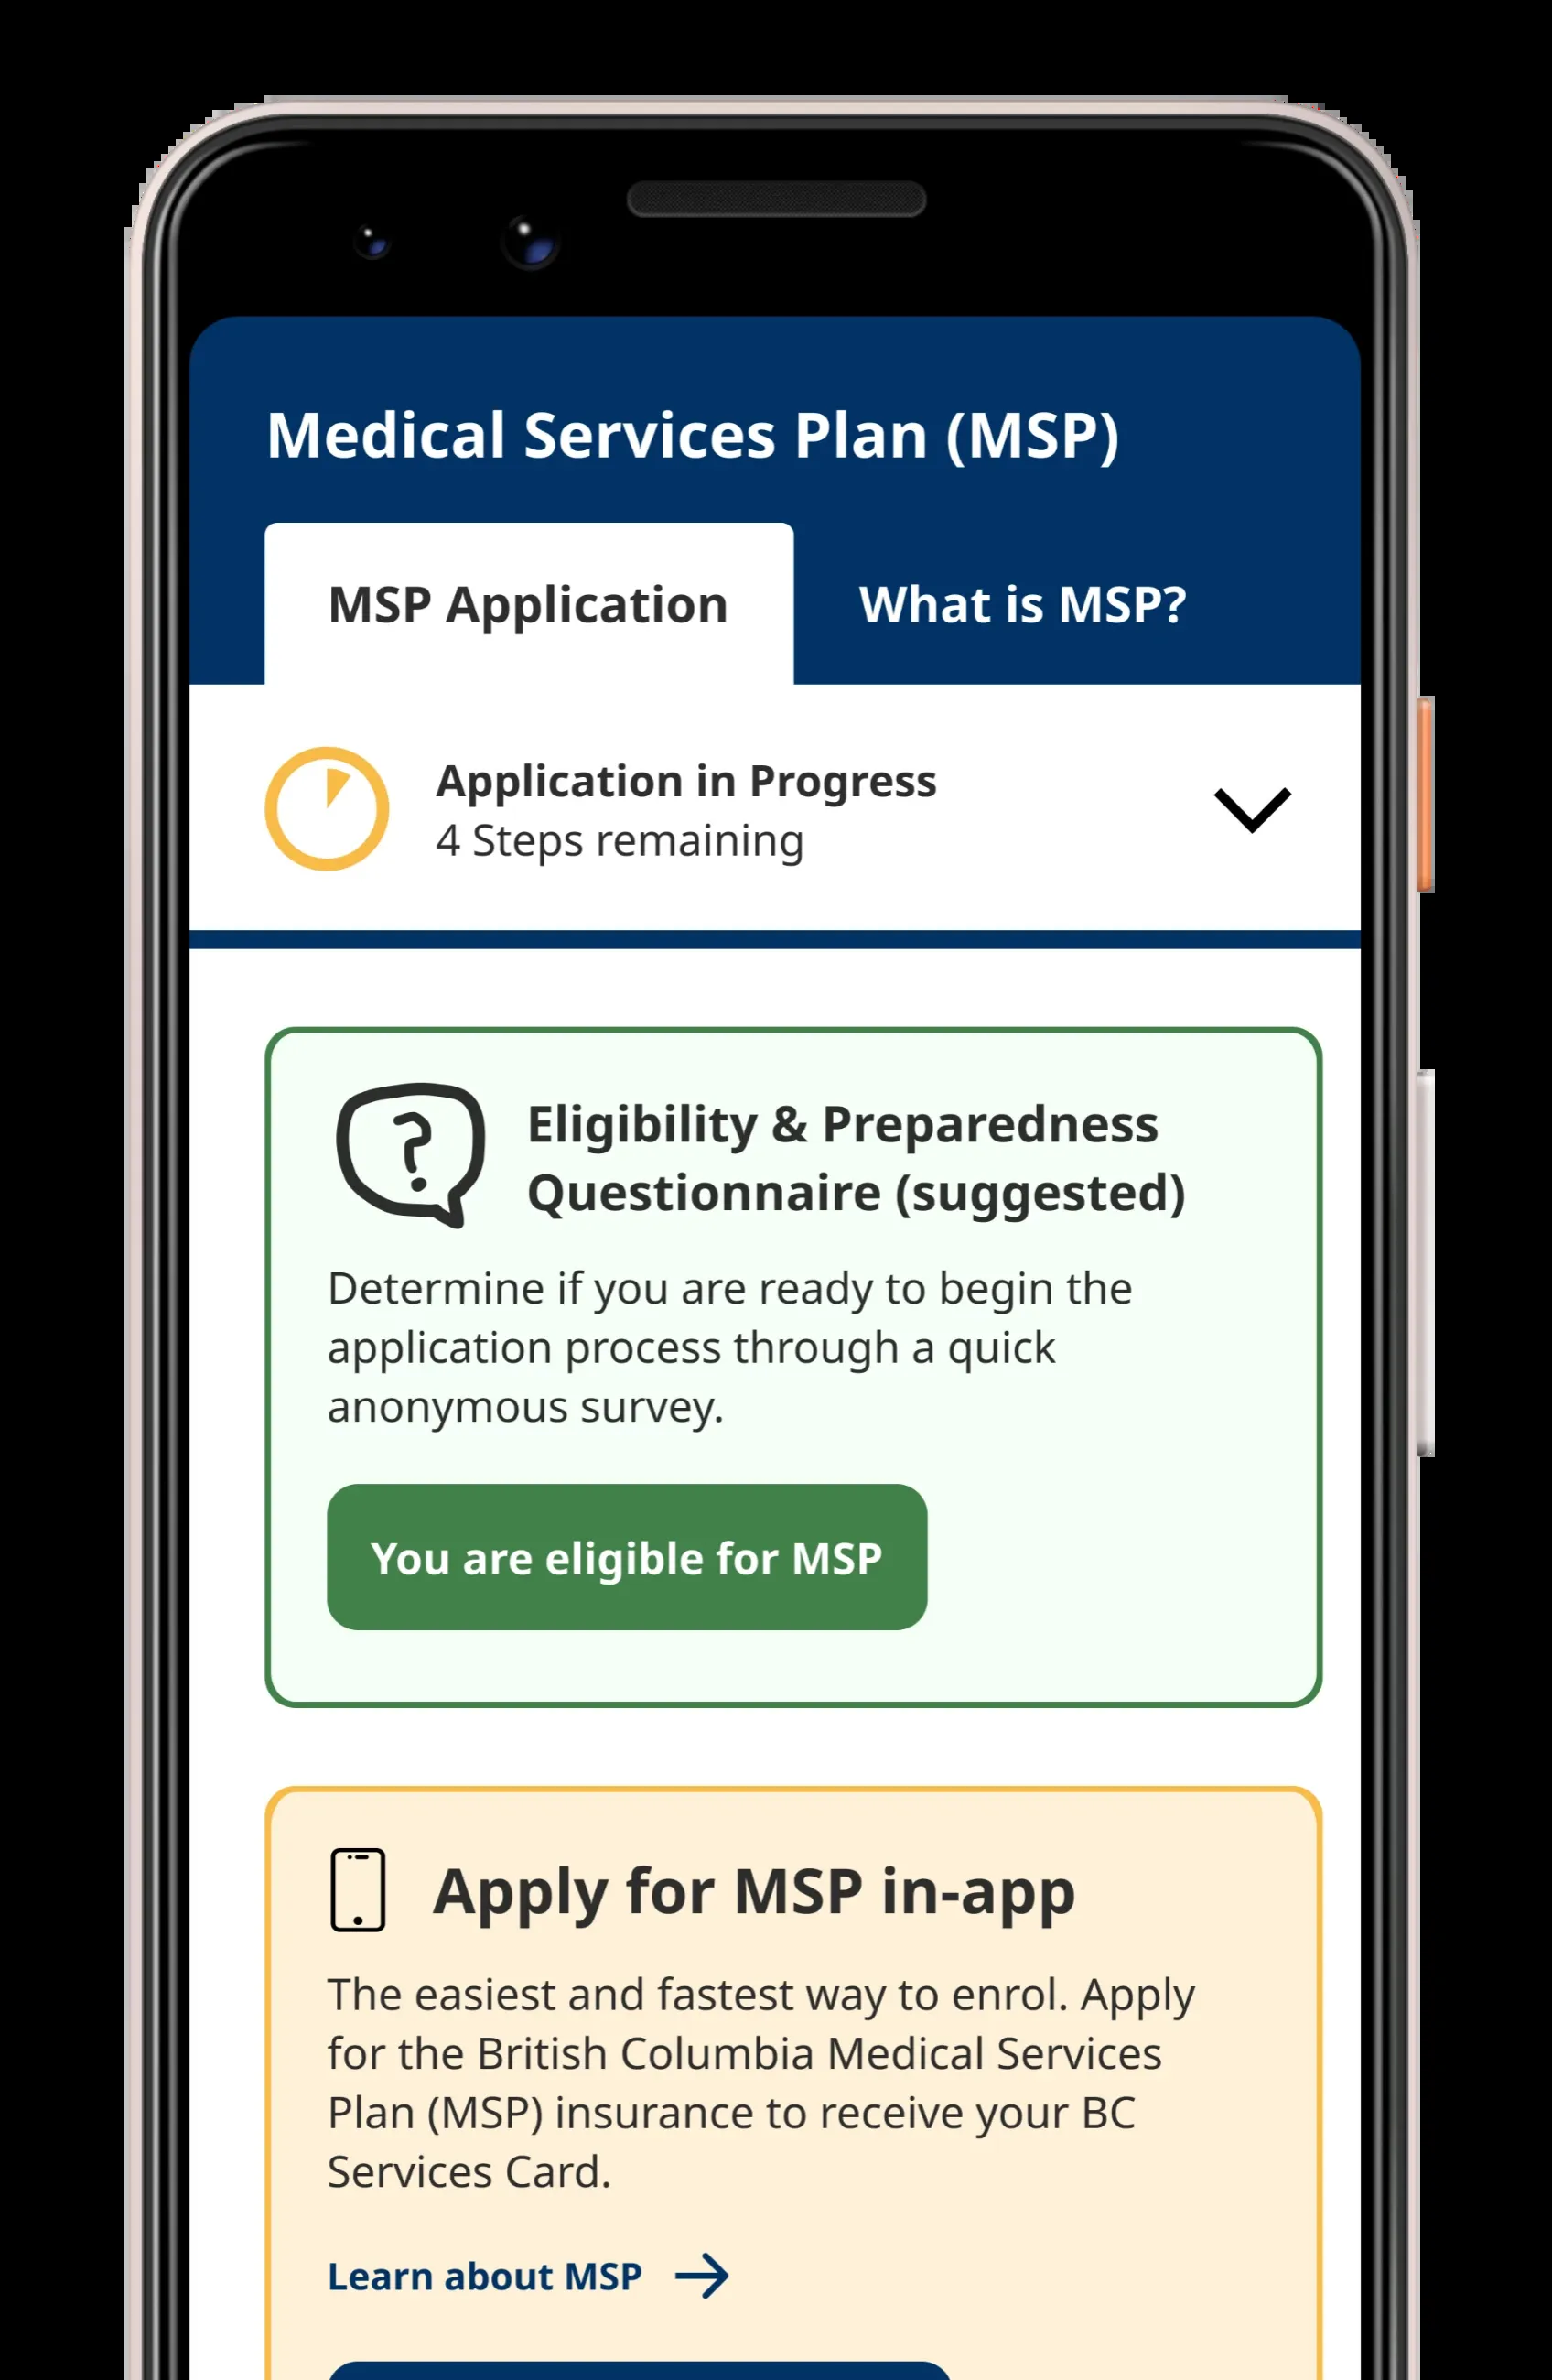 Medical Services Plan (MSP)
MSP Application
What is MSP?
Application in Progress
4 Steps remaining
?
Eligibility & Preparedness
Questionnaire (suggested)
Determine if you are ready to begin the
application process through a quick
anonymous survey.
You are eligible for MSP
Apply for MSP in-app
The easiest and fastest way to enrol. Apply
for the British Columbia Medical Services
Plan (MSP) insurance to receive your BC
Services Card.
Learn about MSP